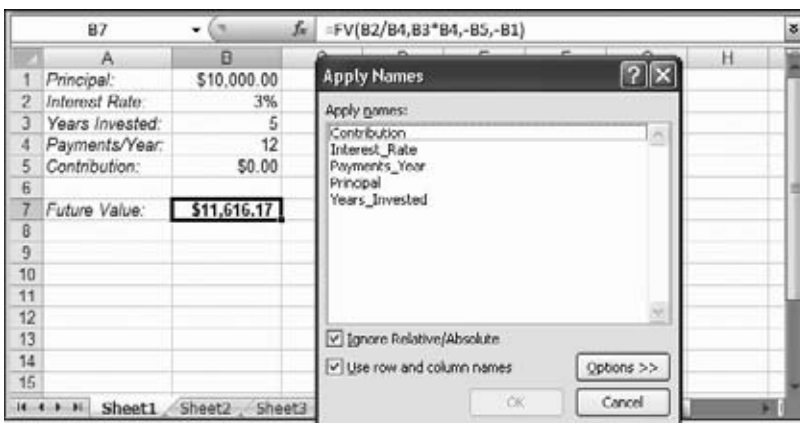 B7 fx =FV(B2/B4,B3*B4,-B5,-B1)
A B H
1 Principal: $10,000.00
2 Interest Rate: 3%
3 Years Invested: 5
4 Payments/Year: 12
5 Contribution: $0.00
6
7 Future Value: $11,616.17
8
9
10
11
12
13
14
15
Sheet1 Sheet2 Sheet3
Apply Names
Apply names:
Contribution
Interest_Rate
Payments_Year
Principal
Years_Invested
Ignore Relative/Absolute
Use row and column names
Options >>
OK Cancel